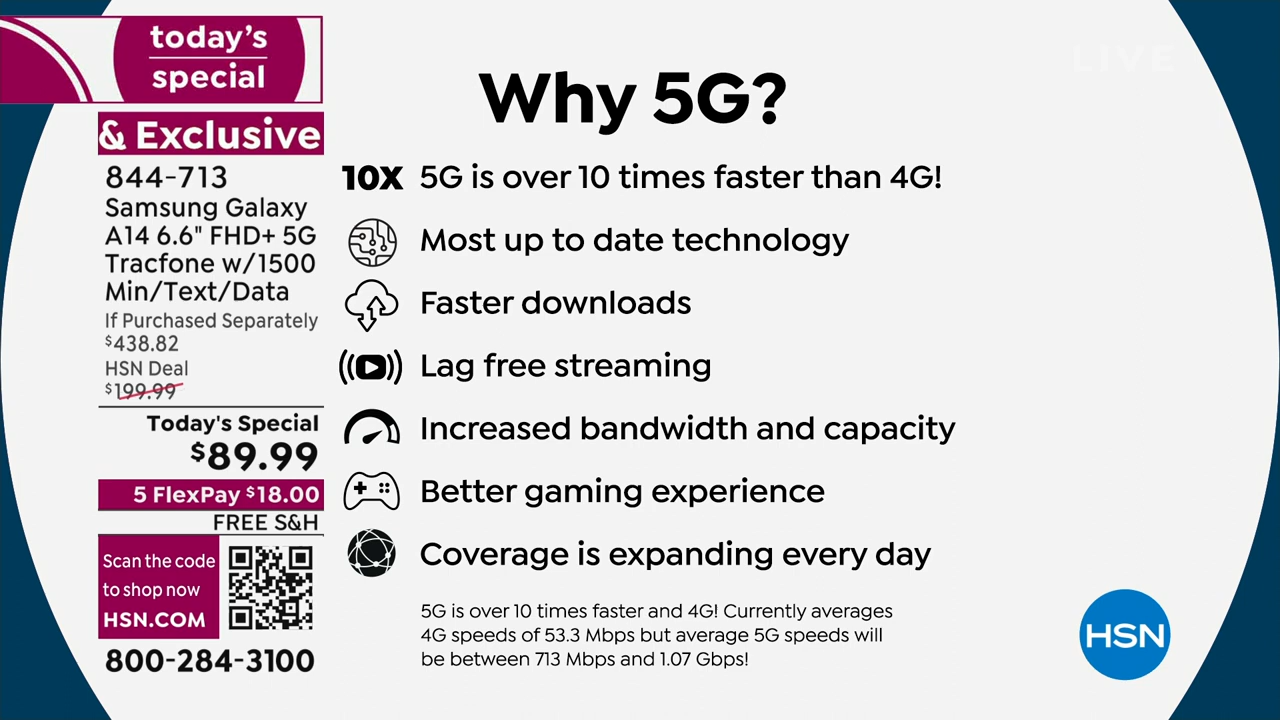 today's
special
& Exclusive
844-713
Samsung Galaxy
A14 6.6" FHD+ 5G
Tracfone w/1500
Min/Text/Data
If Purchased Separately
$438.82
HSN Deal
$199.99
Today's Special
$89.99
5 FlexPay $18.00
FREE S&H
Scan the code
to shop now
HSN.COM
800-284-3100
LIVE
Why 5G?
10X 5G is over 10 times faster than 4G!
Most up to date technology
Faster downloads
Lag free streaming
Increased bandwidth and capacity
Better gaming experience
Coverage is expanding every day
5G is over 10 times faster and 4G! Currently averages
4G speeds of 53.3 Mbps but average 5G speeds will
be between 713 Mbps and 1.07 Gbps!
HSN